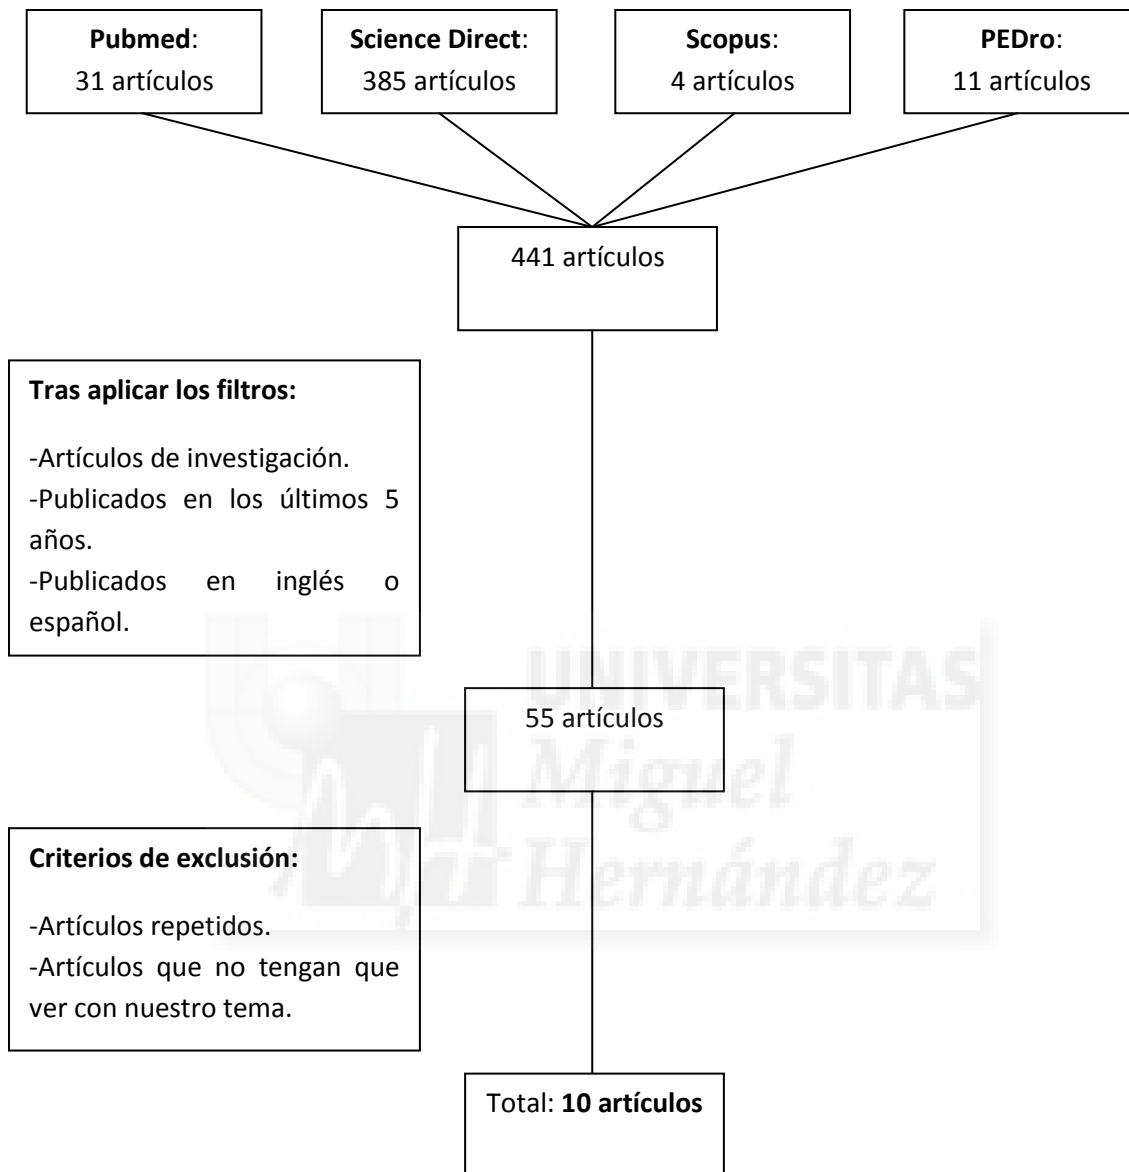 Pubmed:
31 artículos
Science Direct:
385 artículos
Scopus:
4 artículos
PEDro:
11 artículos
441 artículos
Tras aplicar los filtros:
-Artículos de investigación.
-Publicados en los últimos 5
años.
-Publicados en inglés o
español.
55 artículos
UNIVERSITAS
Miguel
Hernández
Criterios de exclusión:
-Artículos repetidos.
-Artículos que no tengan que
ver con nuestro tema.
Total: 10 artículos